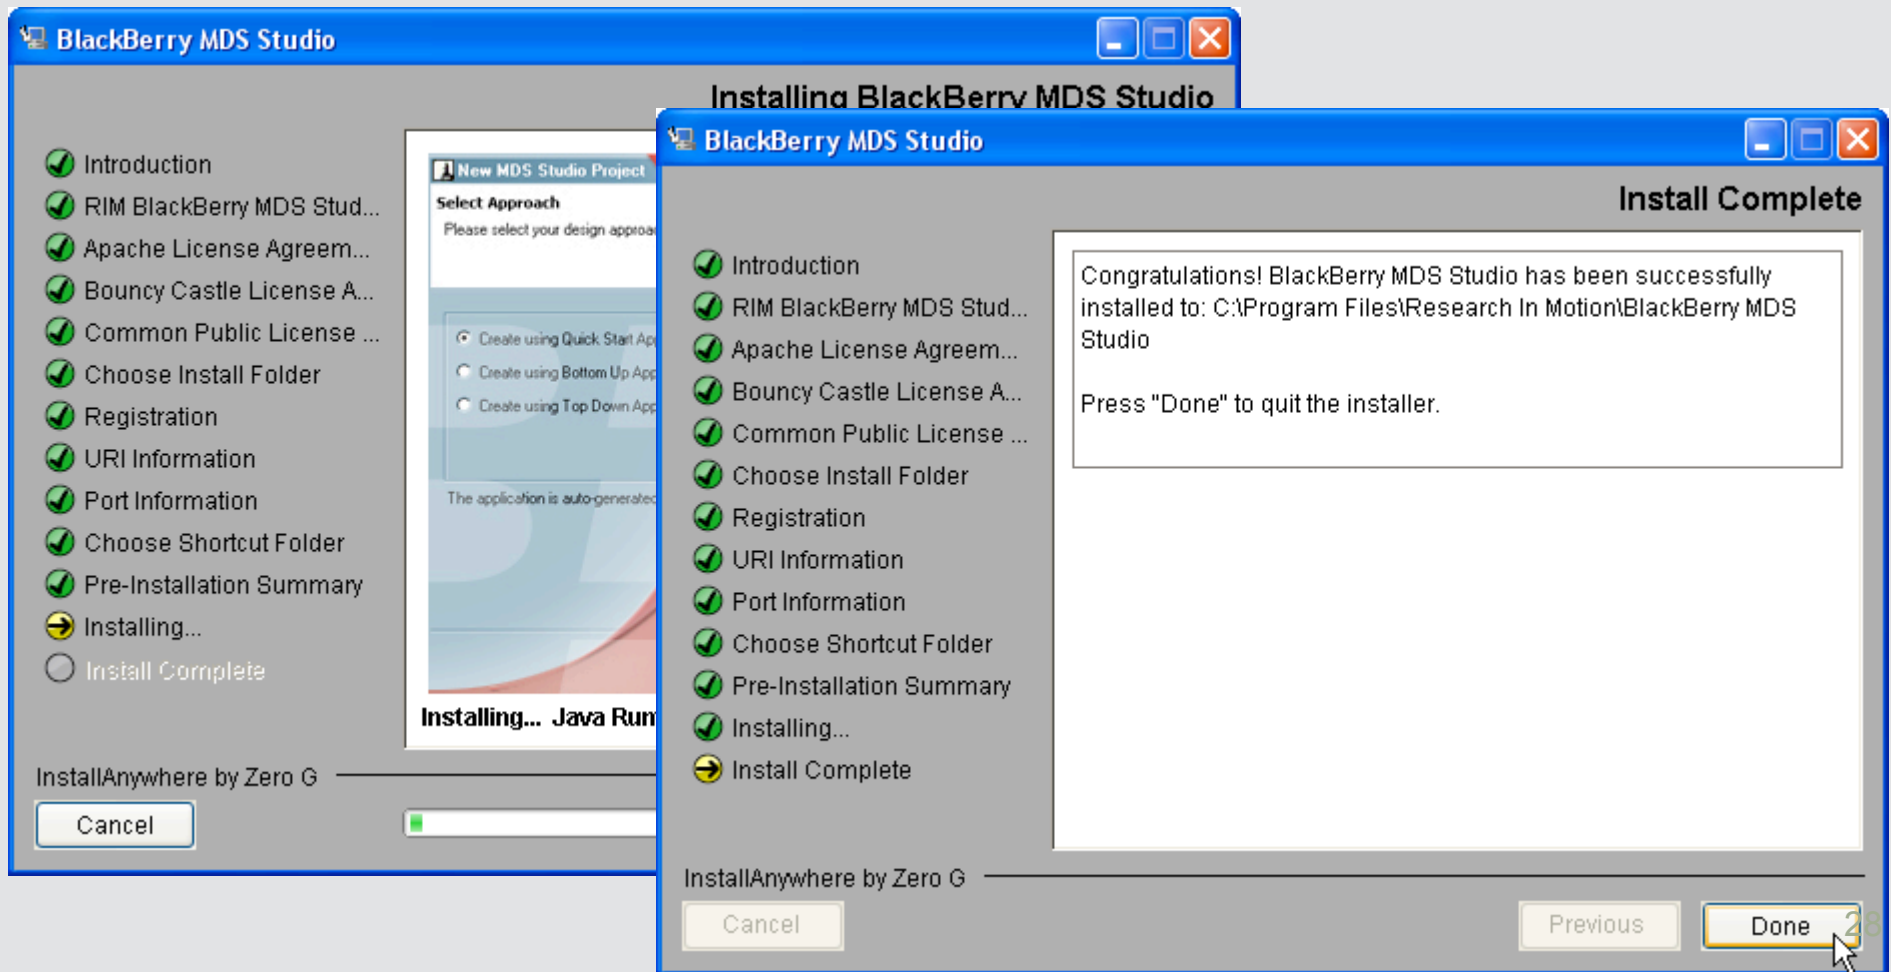 BlackBerry MDS Studio
Installing BlackBerry MDS Studio
Introduction
RIM BlackBerry MDS Stud...
Apache License Agreem...
Bouncy Castle License A...
Common Public License ...
Choose Install Folder
Registration
URI Information
Port Information
Choose Shortcut Folder
Pre-Installation Summary
Installing...
Install Complete
New MDS Studio Project
Select Approach
Please select your design
Create using Quick Start
Create using Bottom Up
Create using Top Down
The application is
Installing... Java
InstallAnywhere by Zero G
Cancel
BlackBerry MDS Studio
Install Complete
Introduction
RIM BlackBerry MDS Stud...
Apache License Agreem...
Bouncy Castle License A...
Common Public License ...
Choose Install Folder
Registration
URI Information
Port Information
Choose Shortcut Folder
Pre-Installation Summary
Installing...
Install Complete
Congratulations! BlackBerry MDS Studio has been successfully
installed to: C:\Program Files\Research In Motion\BlackBerry MDS
Studio
Press "Done" to quit the installer.
InstallAnywhere by Zero G
Cancel
Previous
Done
28